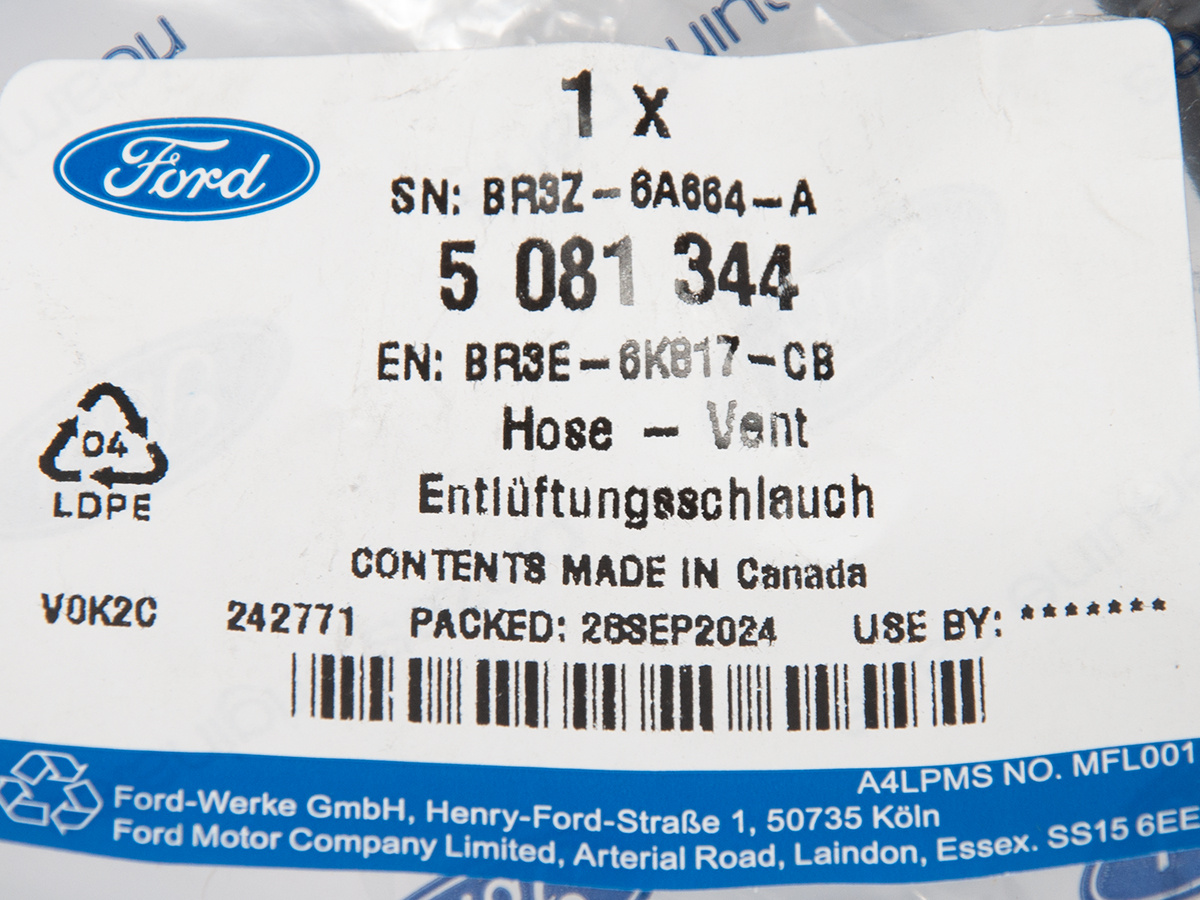 1 x
Ford
SN: BR3Z-6A664-A
5 081 344
EN: BR3E-6K817-CB
Hose - Vent
04
LDPE
Entlüftungsschlauch
CONTENTS MADE IN Canada
V0K2C 242771 PACKED: 26SEP2024 USE BY: *******
A4LPMS NO. MFL001
Ford-Werke GmbH, Henry-Ford-Straße 1, 50735 Köln
Ford Motor Company Limited, Arterial Road, Laindon, Essex. SS15 6EE